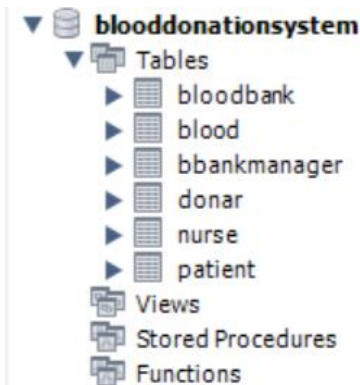 blooddonationsystem
Tables
bloodbank
blood
bbankmanager
donar
nurse
patient
Views
Stored Procedures
Functions